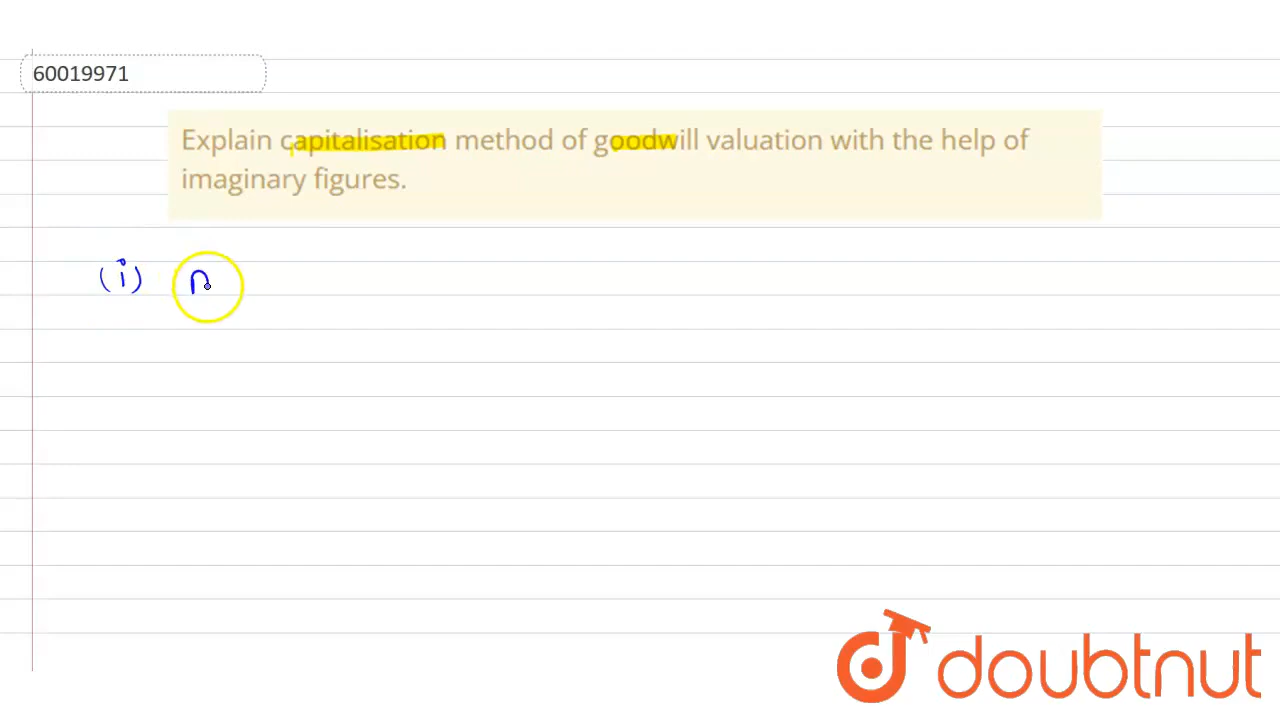 60019971
Explain capitalisation method of goodwill valuation with the help of
imaginary figures.
(i)
doubtnut